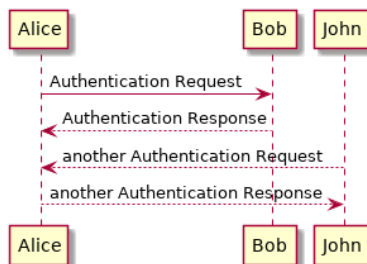 Alice Bob John
Authentication Request
Authentication Response
another Authentication Request
another Authentication Response
Alice Bob John